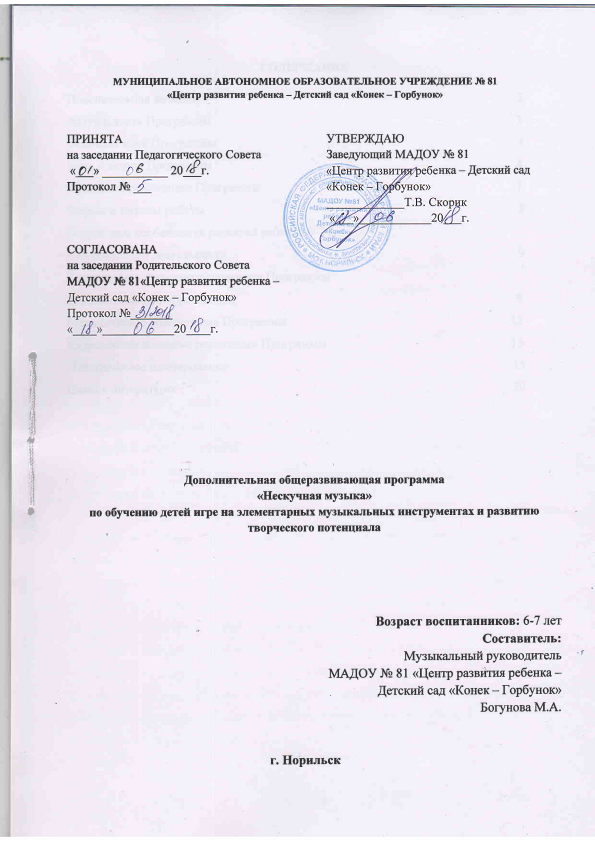 МУНИЦИПАЛЬНОЕ АВТОНОМНОЕ ОБРАЗОВАТЕЛЬНОЕ УЧРЕЖДЕНИЕ № 81
«Центр развития ребенка – Детский сад «Конек – Горбунок»
ПРИНЯТА
на заседании Педагогического Совета
«01» 06 2018 г.
Протокол № 5
УТВЕРЖДАЮ
Заведующий МАДОУ № 81
«Центр развития ребенка – Детский сад
«Конек – Горбунок»
Т.В. Скорик
«18» 06 2018 г.
МАДОУ №81
СОГЛАСОВАНА
на заседании Родительского Совета
МАДОУ № 81«Центр развития ребенка –
Детский сад «Конек – Горбунок»
Протокол № 3/2018
« 18 » 06 20 18 г.
Дополнительная общеразвивающая программа
«Нескучная музыка»
по обучению детей игре на элементарных музыкальных инструментах и развитию
творческого потенциала
Возраст воспитанников: 6-7 лет
Составитель:
Музыкальный руководитель
МАДОУ № 81 «Центр развития ребенка –
Детский сад «Конек – Горбунок»
Богунова М.А.
г. Норильск